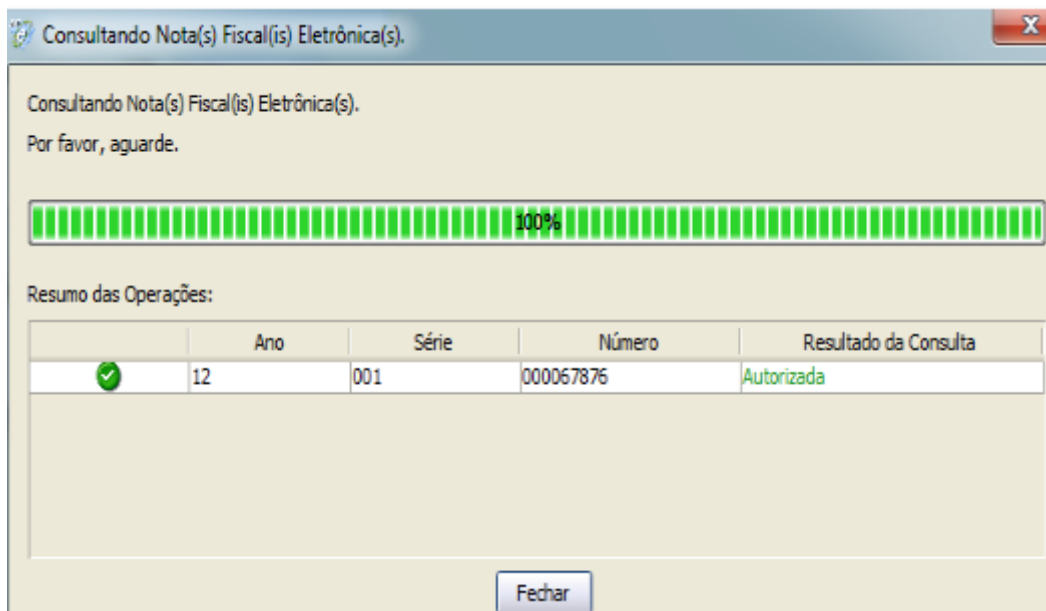 Consultando Nota(s) Fiscal(is) Eletrônica(s).
X
Consultando Nota(s) Fiscal(is) Eletrônica(s).
Por favor, aguarde.
100%
Resumo das Operações:
Ano Série Número Resultado da Consulta
12 001 000067876 Autorizada
Fechar